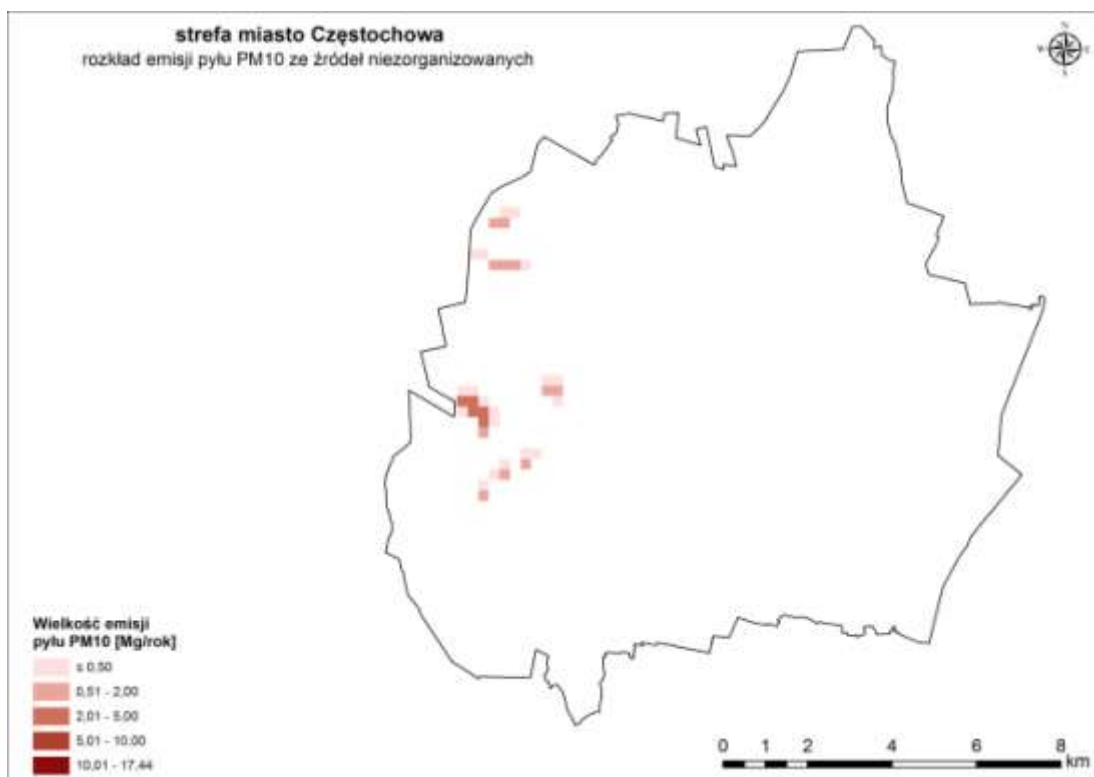 strefa miasto Częstochowa
rozkład emisji pyłu PM10 ze źródeł niezorganizowanych
N
W E
S
Wielkość emisji
pyłu PM10 [Mg/rok]
≤ 0,50
0,51 - 2,00
2,01 - 5,00
5,01 - 10,00
10,01 - 17,44
0 1 2 4 6 8
km